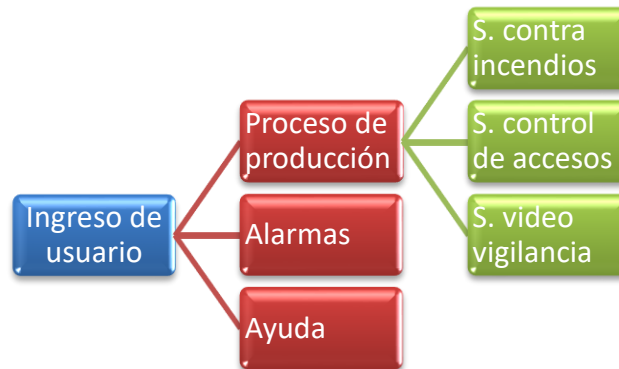 Ingreso de
usuario
Proceso de
producción
Alarmas
Ayuda
S. contra
incendios
S. control
de accesos
S. video
vigilancia